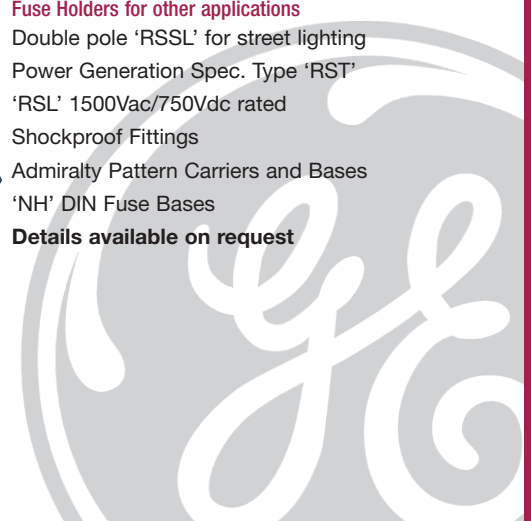 Fuse Holders for other applications
Double pole ‘RSSL’ for street lighting
Power Generation Spec. Type ‘RST’
‘RSL’ 1500Vac/750Vdc rated
Shockproof Fittings
Admiralty Pattern Carriers and Bases
‘NH’ DIN Fuse Bases
Details available on request
GE